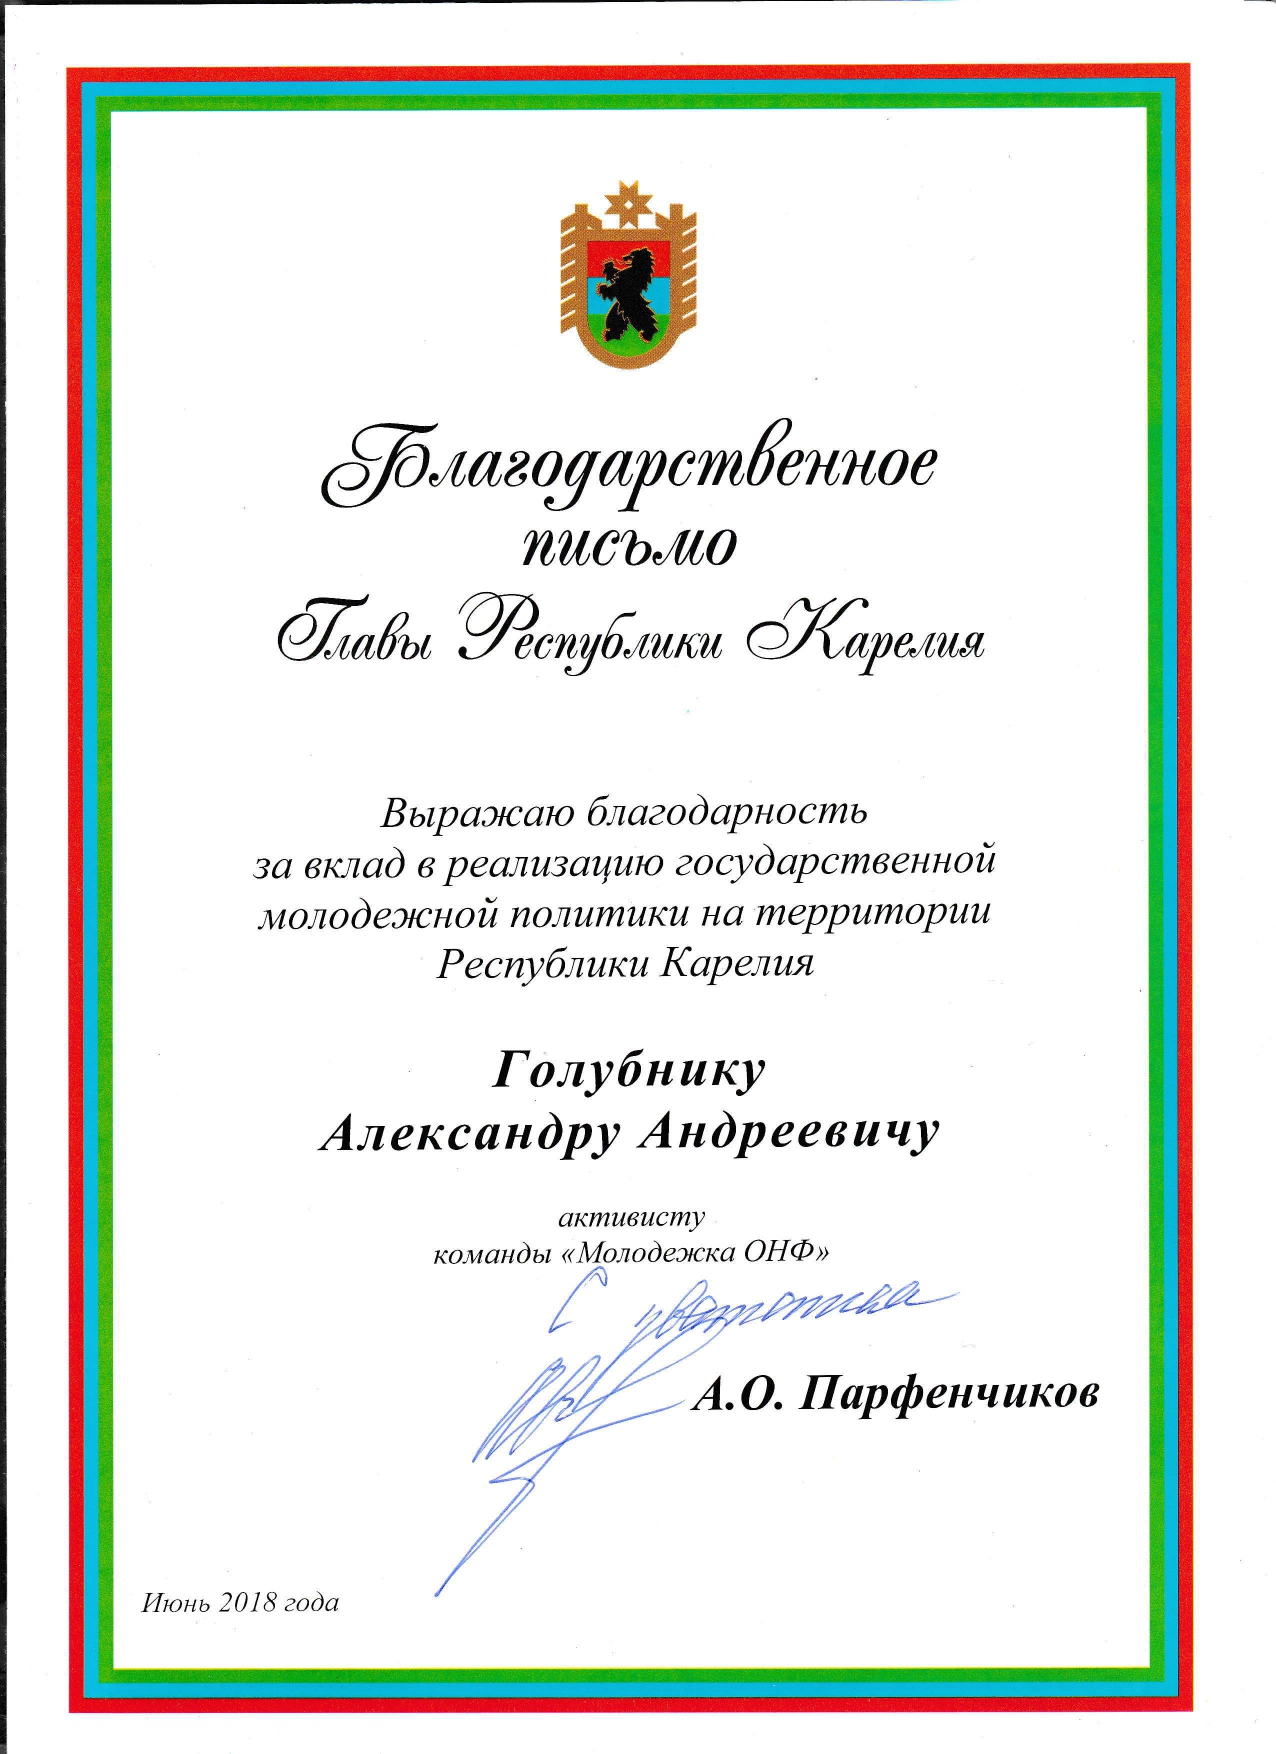 Благодарственное
письмо
Главы Республики Карелия
Выражаю благодарность
за вклад в реализацию государственной
молодежной политики на территории
Республики Карелия
Голубнику
Александру Андреевичу
активисту
команды «Молодежка ОНФ»
С
А.О. Парфенчиков
Июнь 2018 года